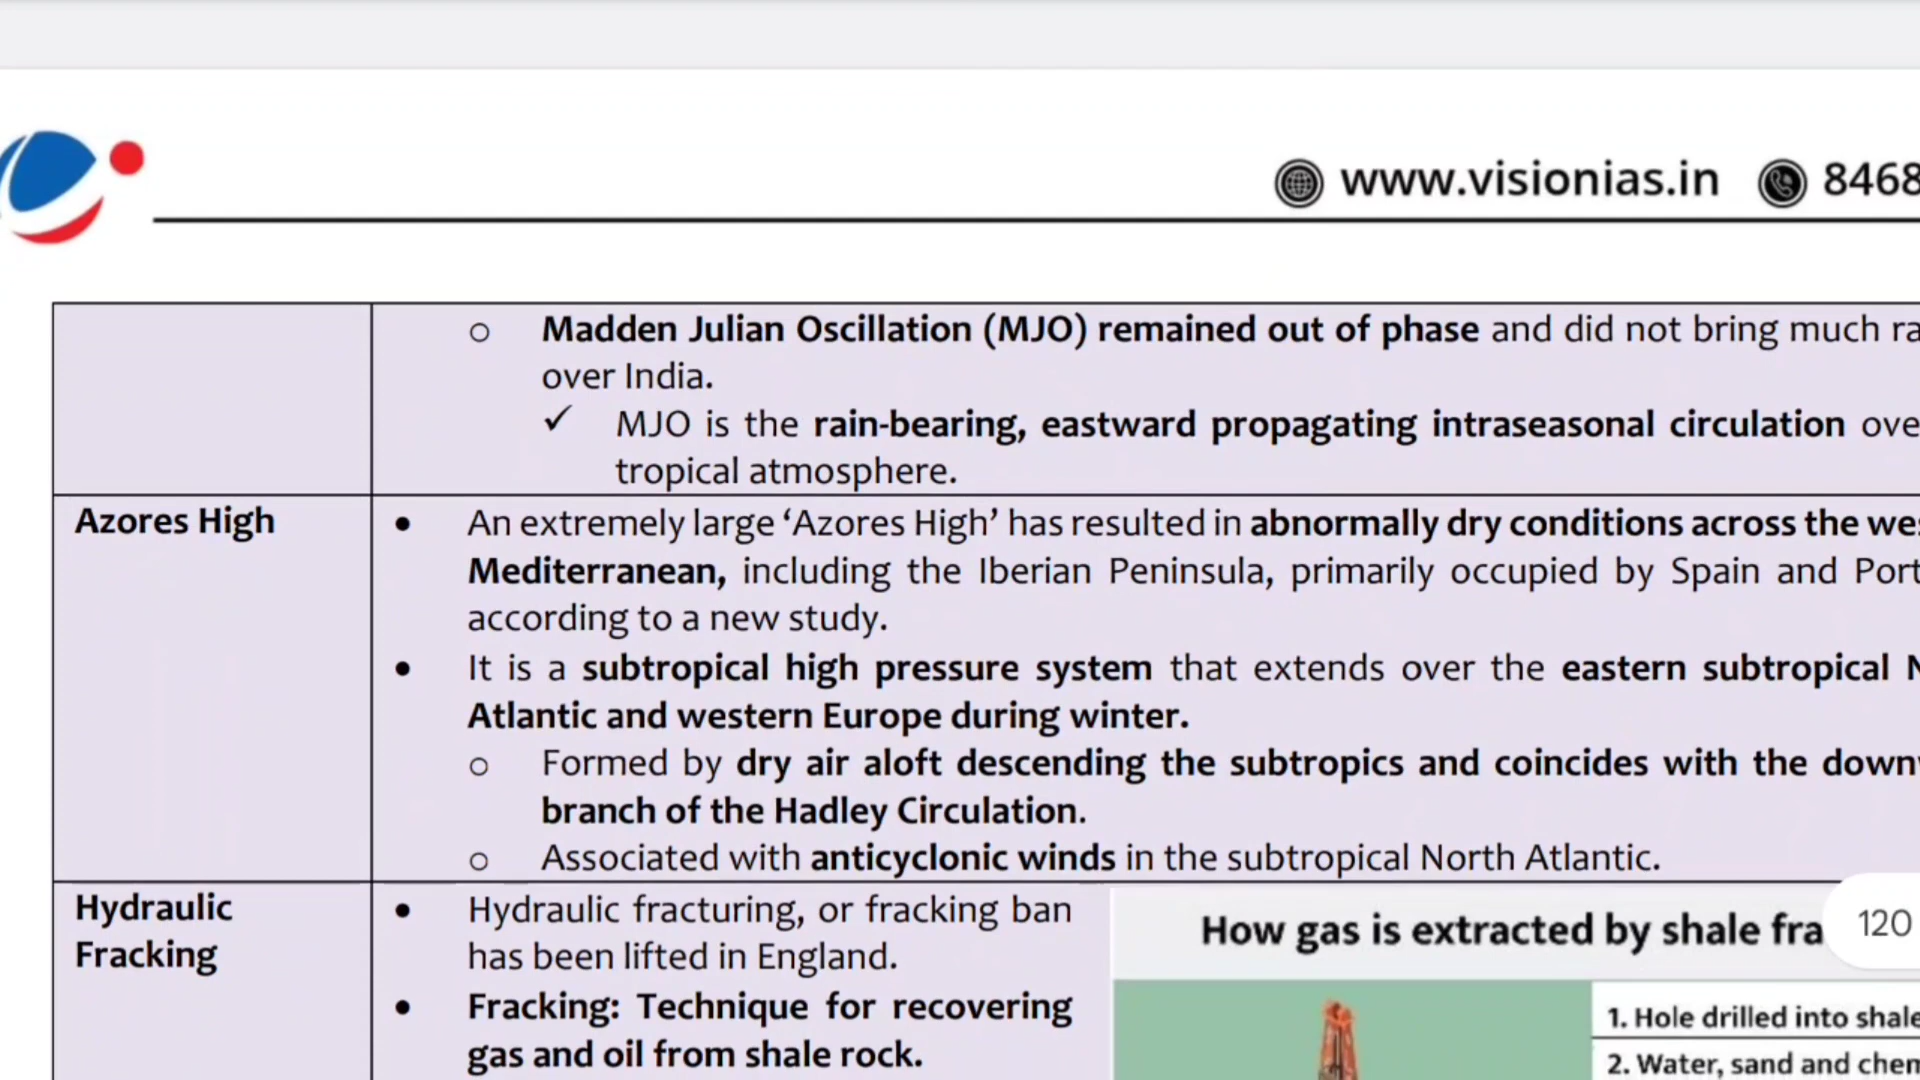 www.visionias.in 8468
Madden Julian Oscillation (MJO) remained out of phase and did not bring much
over India.
MJO is the rain-bearing, eastward propagating intraseasonal circulation
tropical atmosphere.
Azores High
An extremely large ‘Azores High’ has resulted in abnormally dry conditions across the
Mediterranean, including the Iberian Peninsula, primarily occupied by Spain and
according to a new study.
It is a subtropical high pressure system that extends over the eastern subtropical
Atlantic and western Europe during winter.
Formed by dry air aloft descending the subtropics and coincides with the
branch of the Hadley Circulation.
Associated with anticyclonic winds in the subtropical North Atlantic.
Hydraulic
Fracking
Hydraulic fracturing, or fracking ban
has been lifted in England.
Fracking: Technique for recovering
gas and oil from shale rock.
How gas is extracted by shale
120
1. Hole drilled into shale
2. Water, sand and